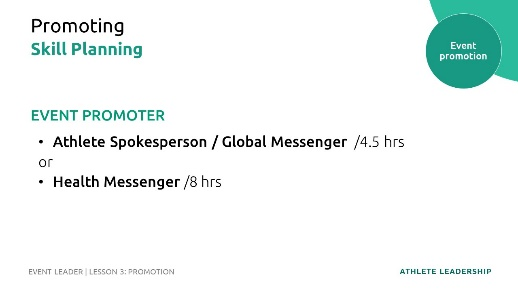 Promoting
Skill Planning
Event
promotion
EVENT PROMOTER
• Athlete Spokesperson / Global Messenger /4.5 hrs
or
• Health Messenger /8 hrs
EVENT LEADER | LESSON 3: PROMOTION
ATHLETE LEADERSHIP